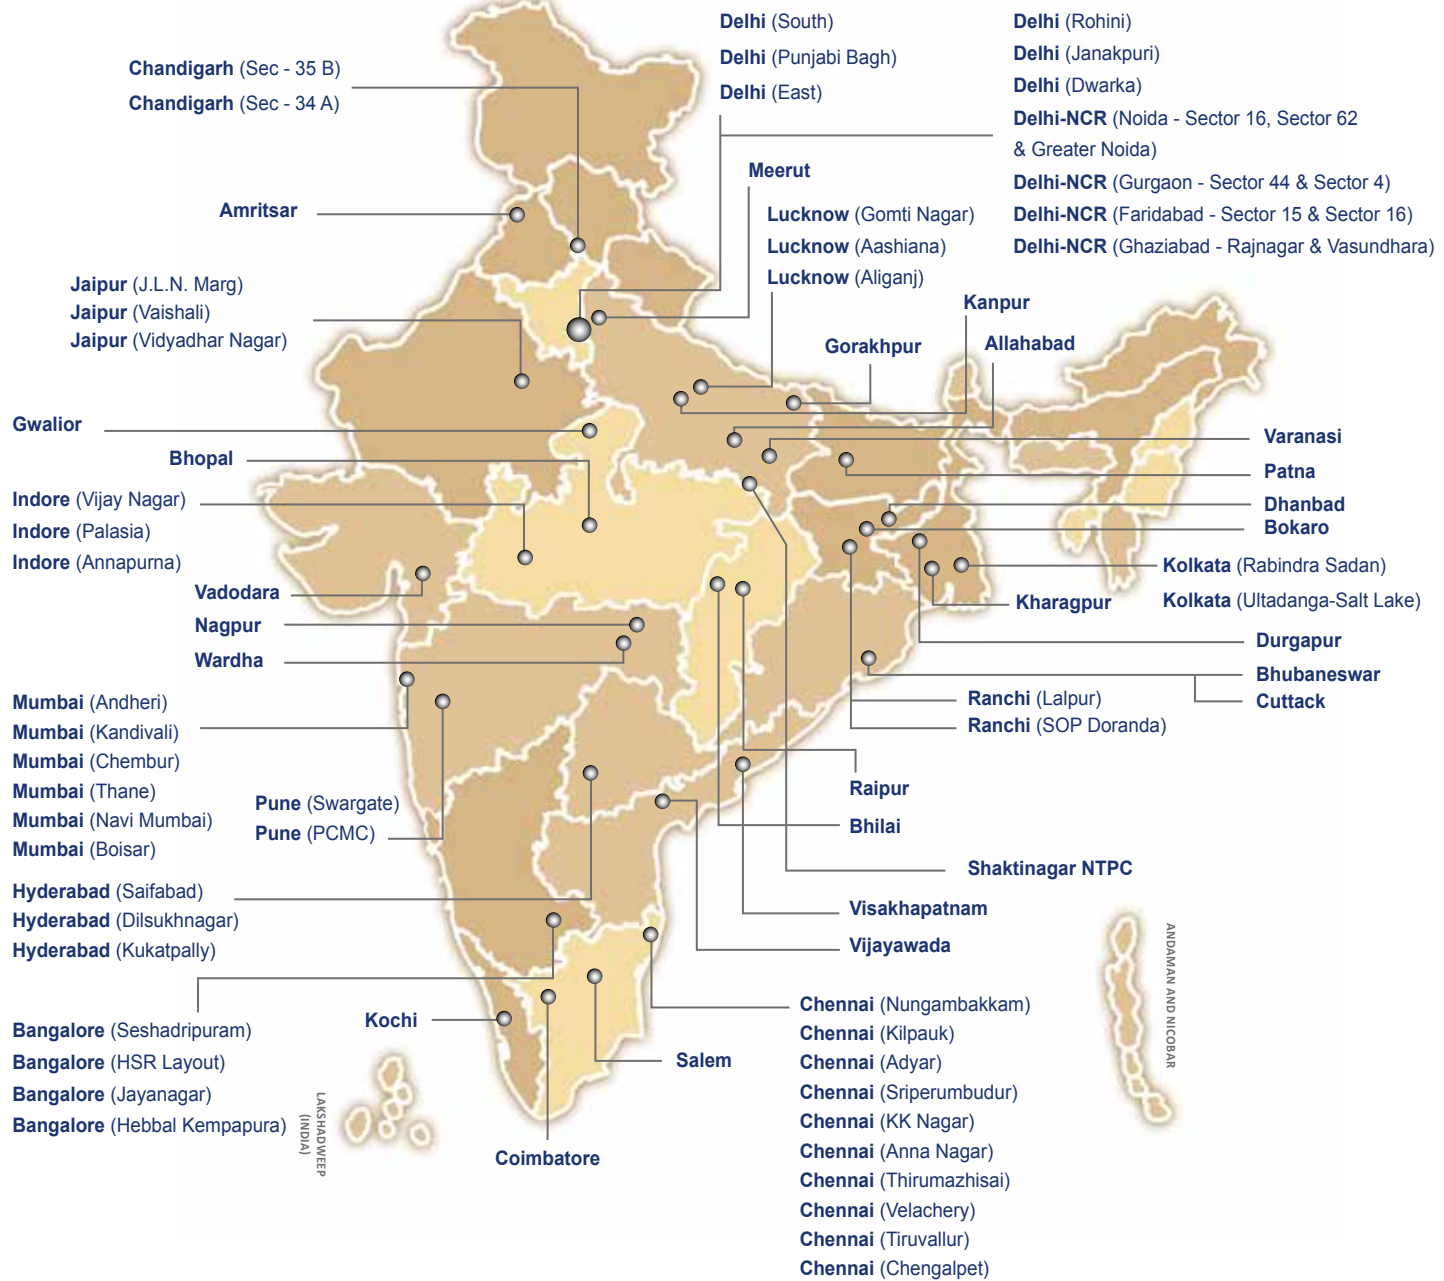 Chandigarh (Sec - 35 B)
Chandigarh (Sec - 34 A)
Delhi (South)
Delhi (Punjabi Bagh)
Delhi (East)
Delhi (Rohini)
Delhi (Janakpuri)
Delhi (Dwarka)
Delhi-NCR (Noida - Sector 16, Sector 62
& Greater Noida)
Delhi-NCR (Gurgaon - Sector 44 & Sector 4)
Delhi-NCR (Faridabad - Sector 15 & Sector 16)
Delhi-NCR (Ghaziabad - Rajnagar & Vasundhara)
Meerut
Amritsar
Lucknow (Gomti Nagar)
Lucknow (Aashiana)
Lucknow (Aliganj)
Jaipur (J.L.N. Marg)
Jaipur (Vaishali)
Jaipur (Vidyadhar Nagar)
Kanpur
Gorakhpur
Allahabad
Gwalior
Bhopal
Varanasi
Patna
Indore (Vijay Nagar)
Indore (Palasia)
Indore (Annapurna)
Dhanbad
Bokaro
Kolkata (Rabindra Sadan)
Kolkata (Ultadanga-Salt Lake)
Kharagpur
Vadodara
Nagpur
Wardha
Durgapur
Bhubaneswar
Cuttack
Ranchi (Lalpur)
Ranchi (SOP Doranda)
Mumbai (Andheri)
Mumbai (Kandivali)
Mumbai (Chembur)
Mumbai (Thane)
Mumbai (Navi Mumbai)
Mumbai (Boisar)
Pune (Swargate)
Pune (PCMC)
Raipur
Bhilai
Shaktinagar NTPC
Hyderabad (Saifabad)
Hyderabad (Dilsukhnagar)
Hyderabad (Kukatpally)
Visakhapatnam
Vijayawada
ANDAMAN AND NICOBAR
Bangalore (Seshadripuram)
Bangalore (HSR Layout)
Bangalore (Jayanagar)
Bangalore (Hebbal Kempapura)
Kochi
LAKSHADWEEP
(INDIA)
Salem
Coimbatore
Chennai (Nungambakkam)
Chennai (Kilpauk)
Chennai (Adyar)
Chennai (Sriperumbudur)
Chennai (KK Nagar)
Chennai (Anna Nagar)
Chennai (Thirumazhisai)
Chennai (Velachery)
Chennai (Tiruvallur)
Chennai (Chengalpet)